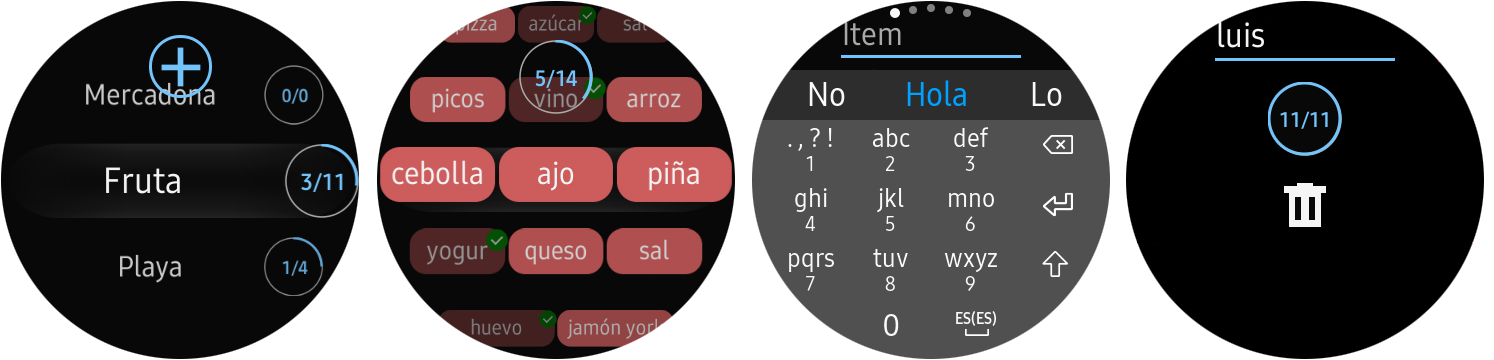 Mercadona 0/0
Fruta 3/11
Playa 1/4
pizza azúcar sal
5/14
picos vino arroz
cebolla ajo piña
yogur queso sal
huevo jamón york
Item
No Hola Lo
.,?! abc def
1 2 3
ghi jkl mno
4 5 6
pqrs tuv wxyz
7 8 9
0 ES(ES)
luis
11/11